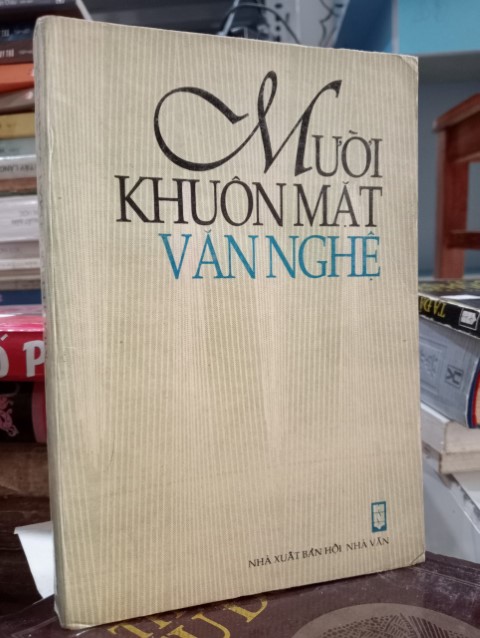 MƯỜI
KHUÔN MẶT
VĂN NGHỆ
NHÀ XUẤT BẢN HỘI NHÀ VĂN